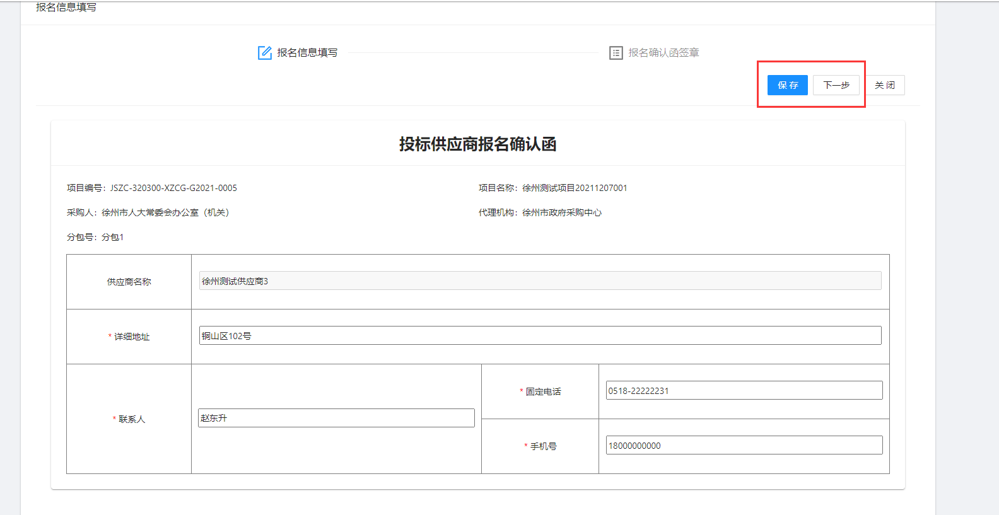 报名信息填写
报名信息填写
报名确认函签章
保 存
下一步
关 闭
投标供应商报名确认函
项目编号：JSZC-320300-XZCG-G2021-0005
项目名称：徐州测试项目20211207001
采购人：徐州市人大常委会办公室（机关）
代理机构：徐州市政府采购中心
分包号：分包1
供应商名称
徐州测试供应商3
* 详细地址
铜山区102号
* 联系人
赵东升
* 固定电话
0518-22222231
* 手机号
18000000000